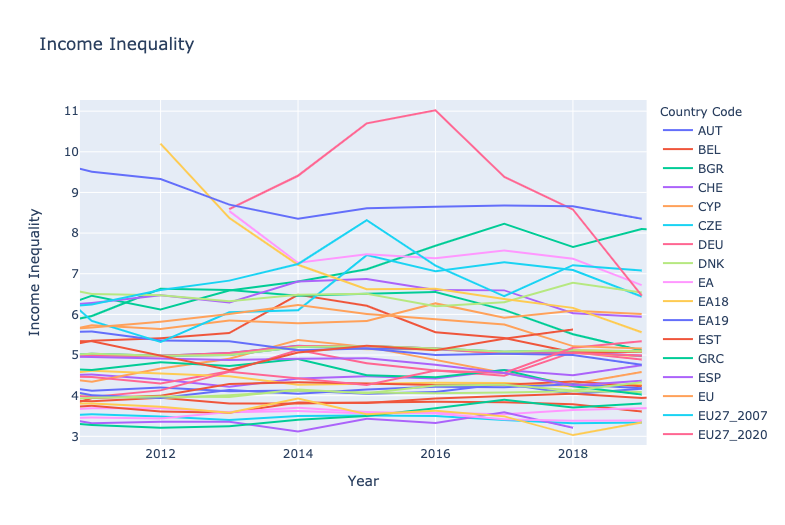 Income Inequality
Country Code
AUT
BEL
BGR
CHE
CYP
CZE
DEU
DNK
EA
EA18
EA19
EST
GRC
ESP
EU
EU27_2007
EU27_2020
Income Inequality
11
10
9
8
7
6
5
4
3
2012
2014
2016
2018
Year